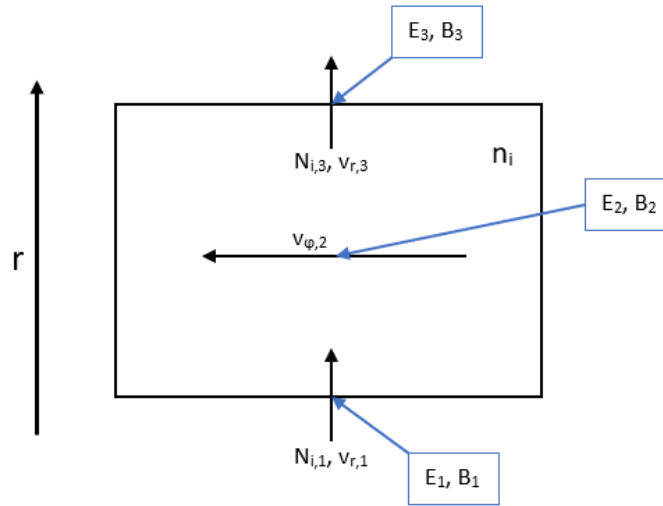 E₃, B₃
Nᵢ,₃, vᵣ,₃
nᵢ
E₂, B₂
vᵩ,₂
r
Nᵢ,₁, vᵣ,₁
E₁, B₁